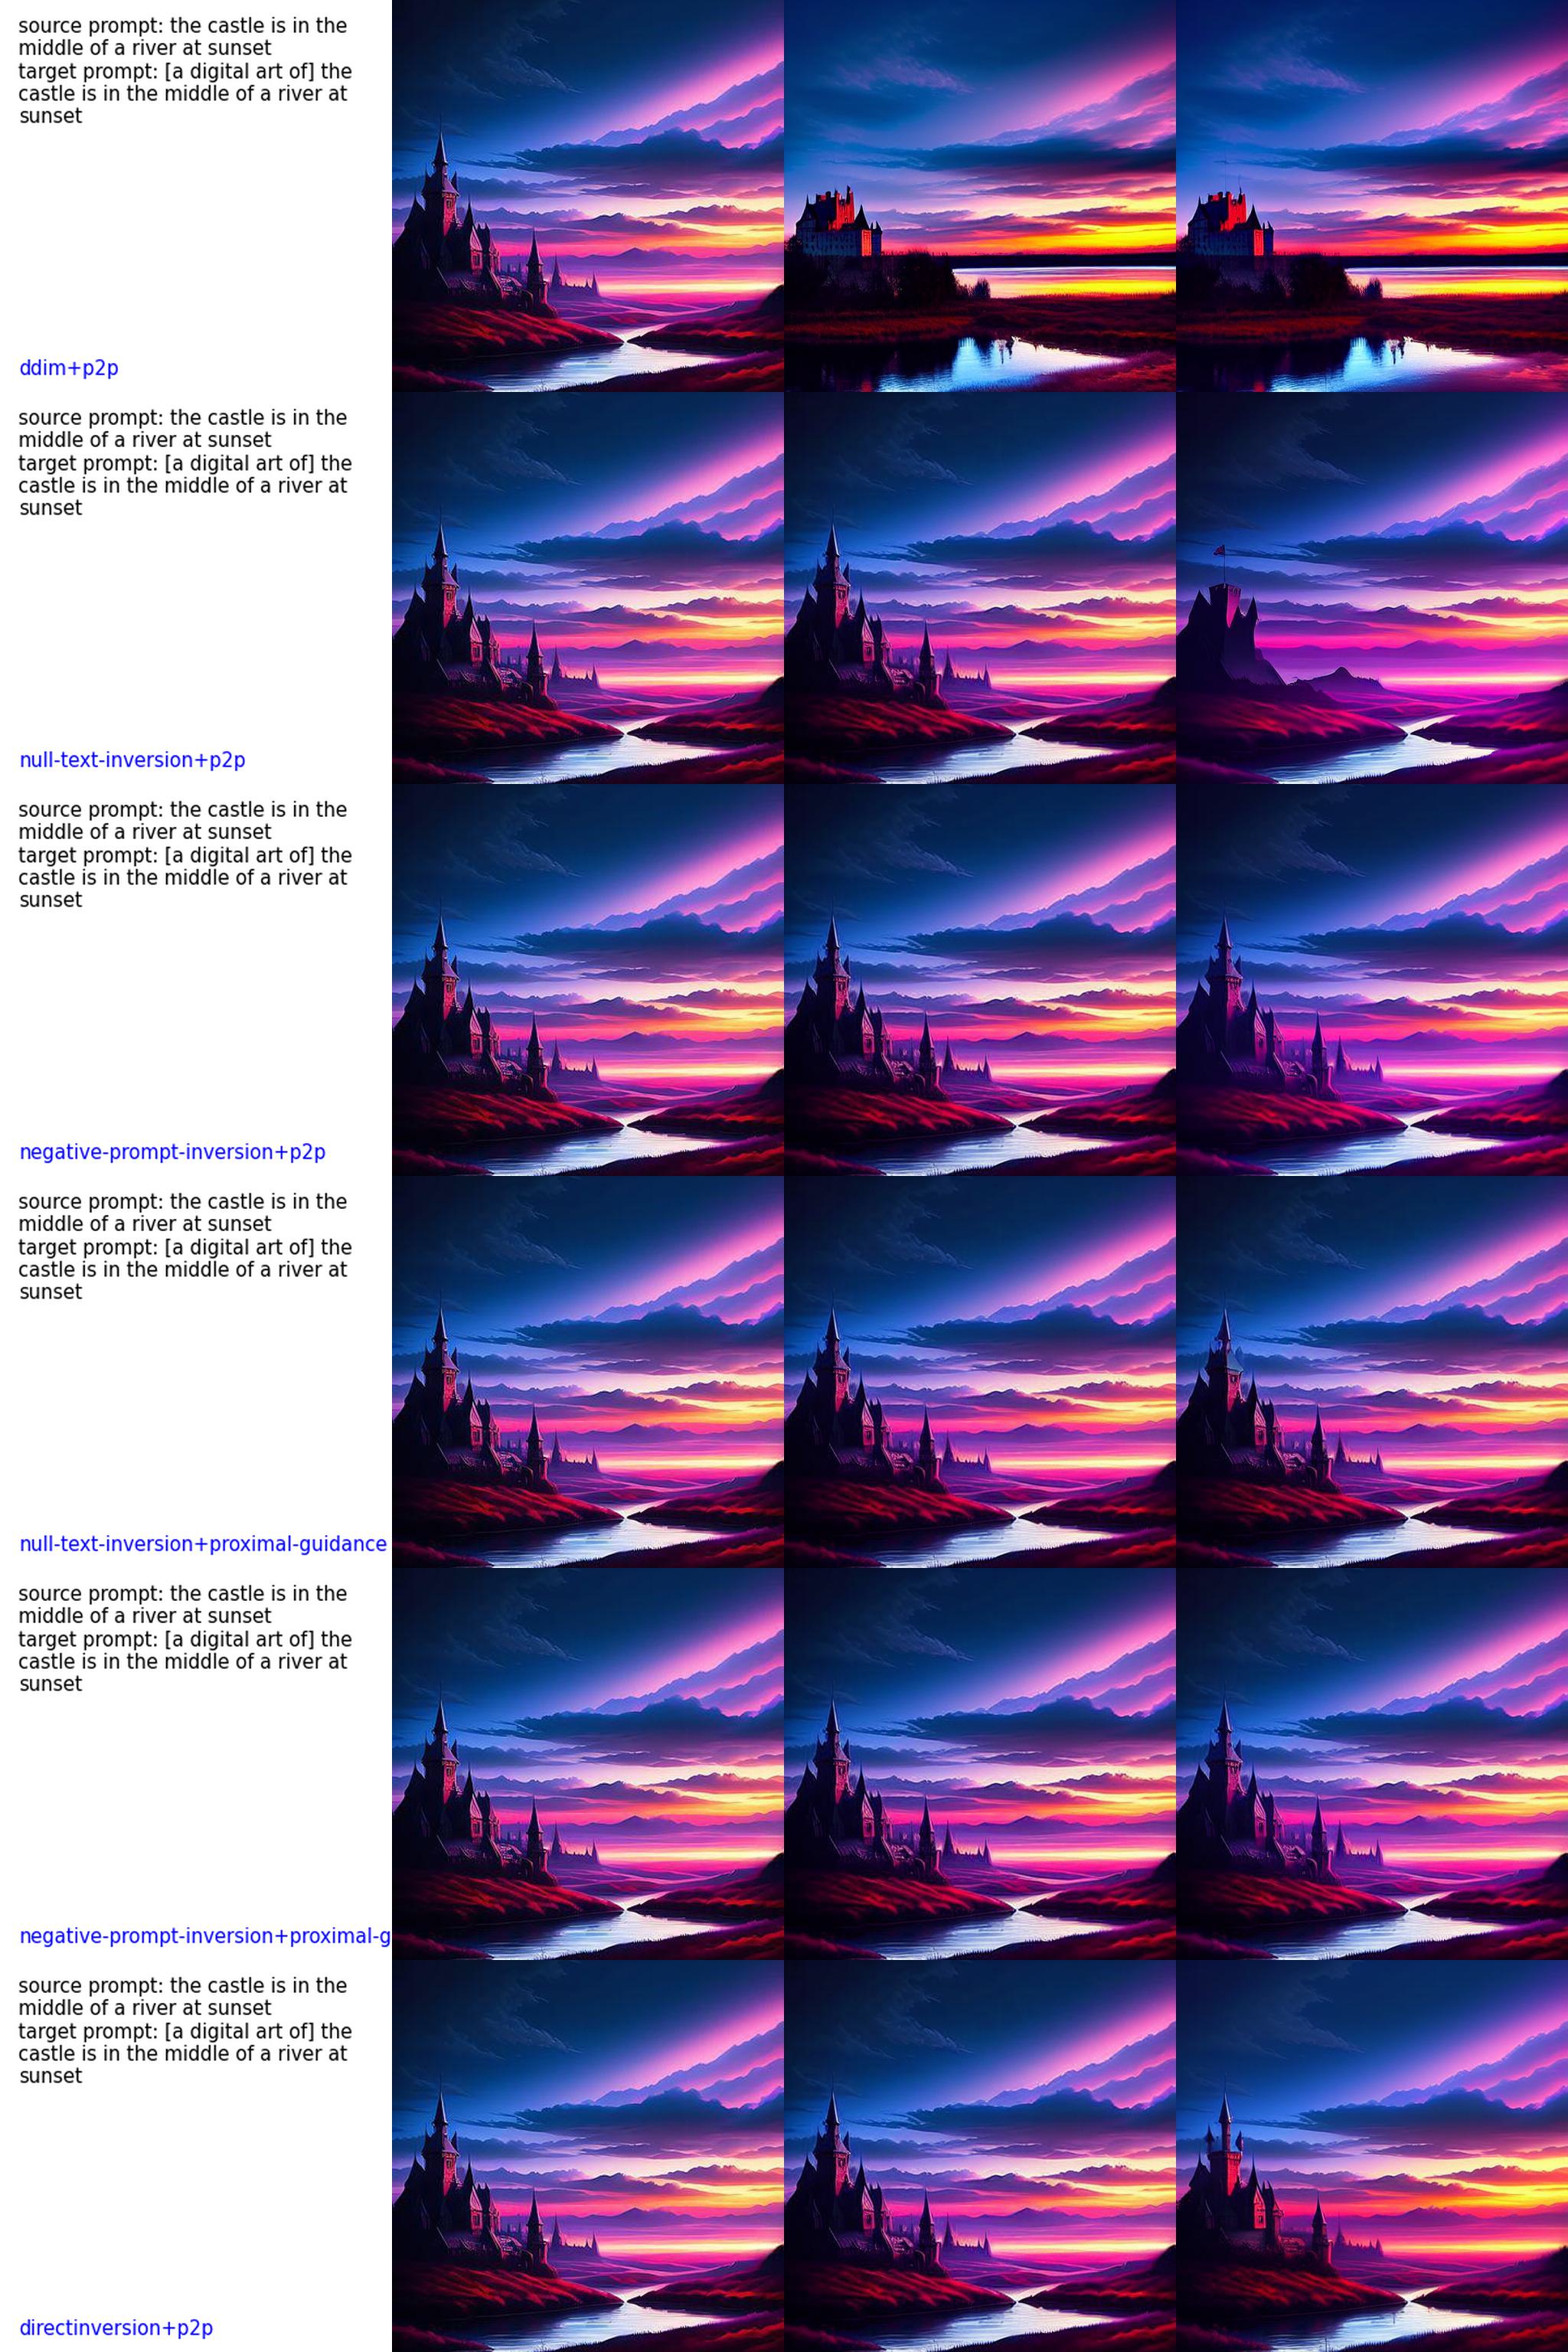 source prompt: the castle is in the
middle of a river at sunset
target prompt: [a digital art of] the
castle is in the middle of a river at
sunset
ddim+p2p
source prompt: the castle is in the
middle of a river at sunset
target prompt: [a digital art of] the
castle is in the middle of a river at
sunset
null-text-inversion+p2p
source prompt: the castle is in the
middle of a river at sunset
target prompt: [a digital art of] the
castle is in the middle of a river at
sunset
negative-prompt-inversion+p2p
source prompt: the castle is in the
middle of a river at sunset
target prompt: [a digital art of] the
castle is in the middle of a river at
sunset
null-text-inversion+proximal-guidance
source prompt: the castle is in the
middle of a river at sunset
target prompt: [a digital art of] the
castle is in the middle of a river at
sunset
negative-prompt-inversion+proximal-g
source prompt: the castle is in the
middle of a river at sunset
target prompt: [a digital art of] the
castle is in the middle of a river at
sunset
directinversion+p2p